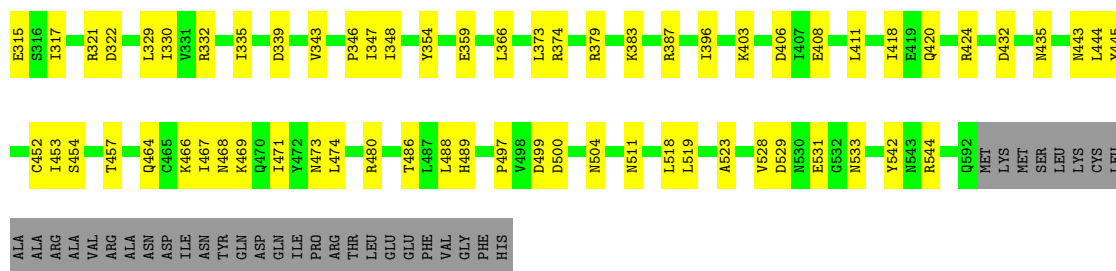 E315 S316 I317 R321 D322 L329 I330 V331 R332 I335 D339 V343 P346 I347 I348 Y354 E359 L366 L373 R374 R379 K383 R387 I396 K403 D406 I407 E408 L411 I418 E419 Q420 R424 D432 N435 N443 L444 Y445
C452 I453 S454 T457 Q464 C465 K466 I467 N468 K469 Q470 I471 Y472 N473 L474 R480 T486 L487 L488 H489 P497 V498 D499 D500 N504 N511 L518 L519 A523 V528 D529 N530 E531 G532 N533 Y542 N543 R544 Q592 MET LYS MET SER LEU LYS CYS LEU
ALA ALA ARG ALA VAL ARG ALA ASN ASP ILE ASN TYR GLN ASP GLN ILE PRO ARG THR LEU GLU GLU PHE VAL GLY PHE HIS